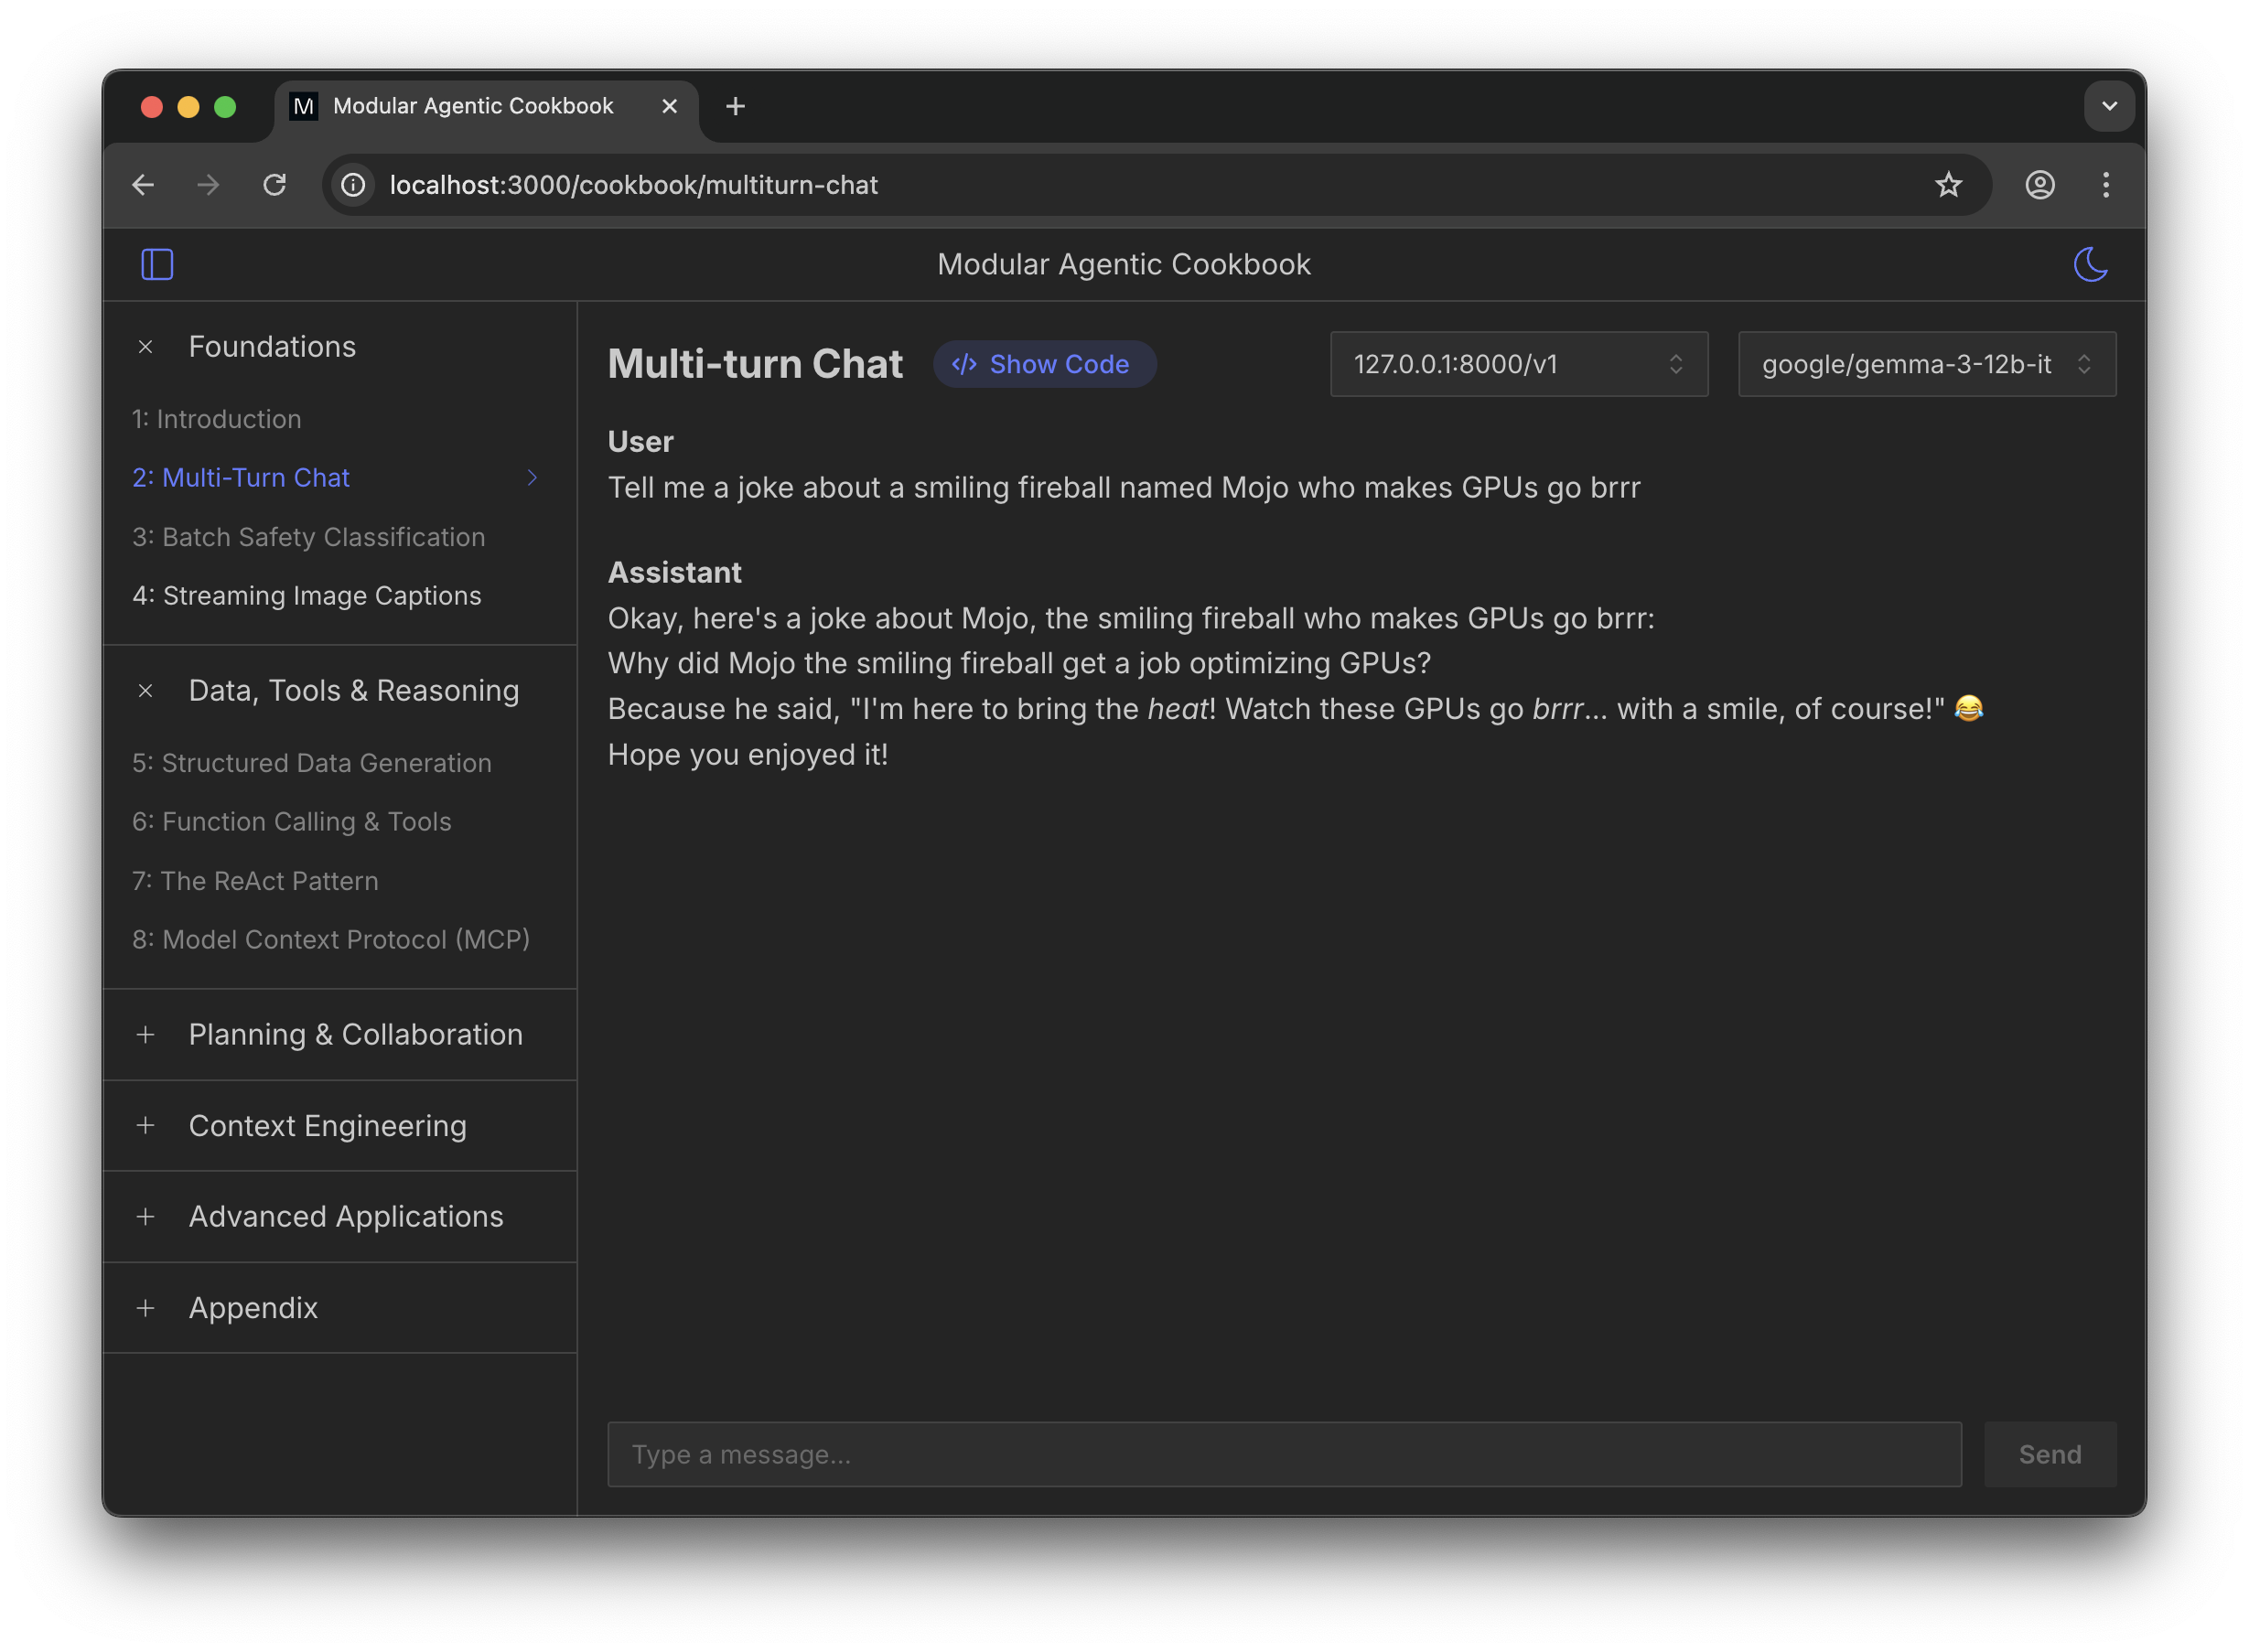 M Modular Agentic Cookbook
localhost:3000/cookbook/multiturn-chat
Modular Agentic Cookbook
Foundations
1: Introduction
2: Multi-Turn Chat
3: Batch Safety Classification
4: Streaming Image Captions
Data, Tools & Reasoning
5: Structured Data Generation
6: Function Calling & Tools
7: The ReAct Pattern
8: Model Context Protocol (MCP)
Planning & Collaboration
Context Engineering
Advanced Applications
Appendix
Multi-turn Chat
</> Show Code
127.0.0.1:8000/v1
google/gemma-3-12b-it
User
Tell me a joke about a smiling fireball named Mojo who makes GPUs go brrr
Assistant
Okay, here's a joke about Mojo, the smiling fireball who makes GPUs go brrr:
Why did Mojo the smiling fireball get a job optimizing GPUs?
Because he said, "I'm here to bring the heat! Watch these GPUs go brrr... with a smile, of course!" 😂
Hope you enjoyed it!
Type a message...
Send